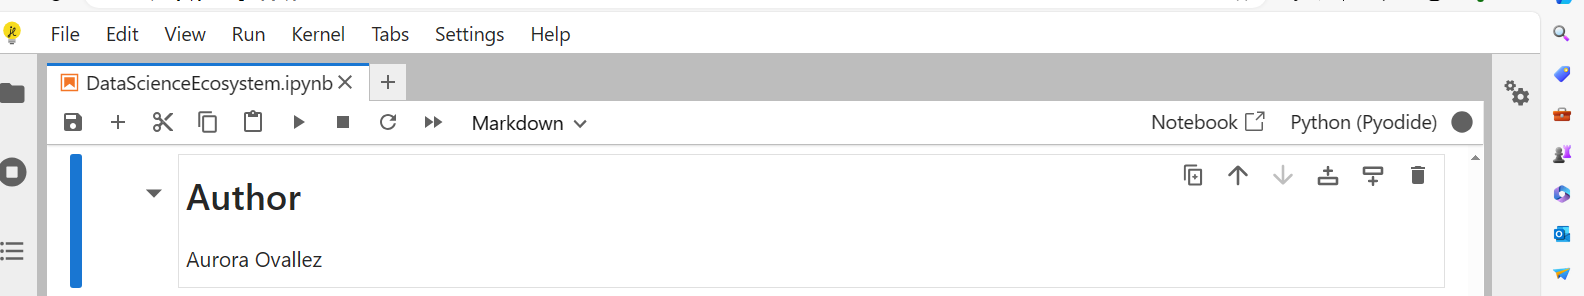 File Edit View Run Kernel Tabs Settings Help
DataScienceEcosystem.ipynb
Markdown Notebook Python (Pyodide)
Author
Aurora Ovallez